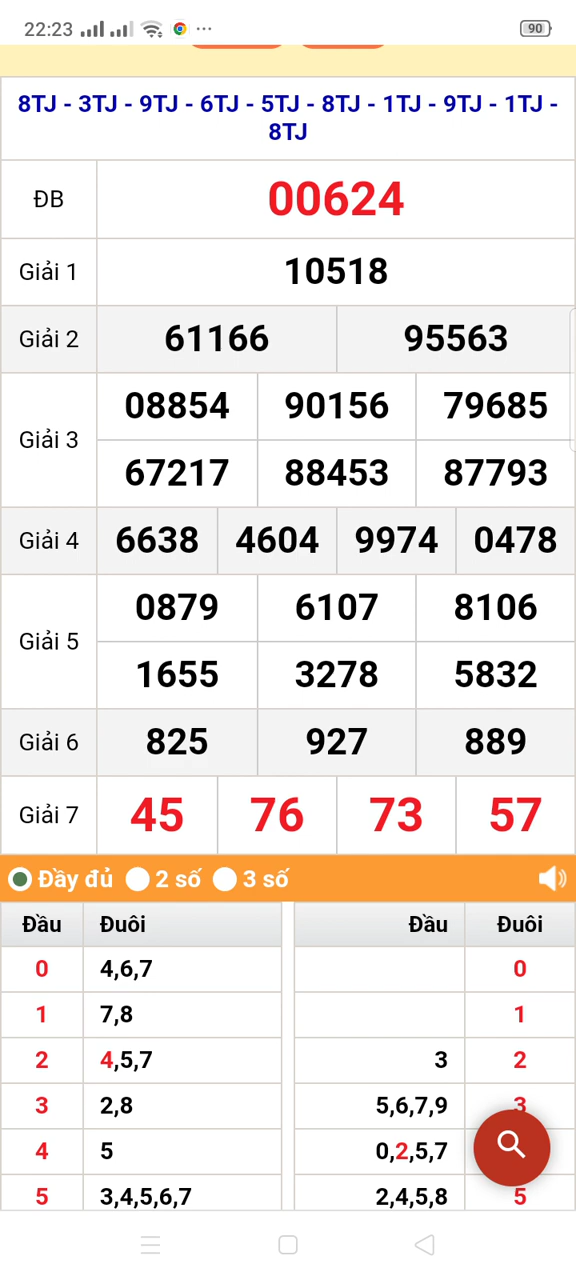 22:23
90
8TJ - 3TJ - 9TJ - 6TJ - 5TJ - 8TJ - 1TJ - 9TJ - 1TJ -
8TJ
ĐB 00624
Giải 1 10518
Giải 2 61166 95563
Giải 3 08854 90156 79685
67217 88453 87793
Giải 4 6638 4604 9974 0478
Giải 5 0879 6107 8106
1655 3278 5832
Giải 6 825 927 889
Giải 7 45 76 73 57
Đầy đủ 2 số 3 số
Đầu Đuôi Đầu Đuôi
0 4,6,7 0
1 7,8 1
2 4,5,7 3 2
3 2,8 5,6,7,9 3
4 5 0,2,5,7
5 3,4,5,6,7 2,4,5,8 5